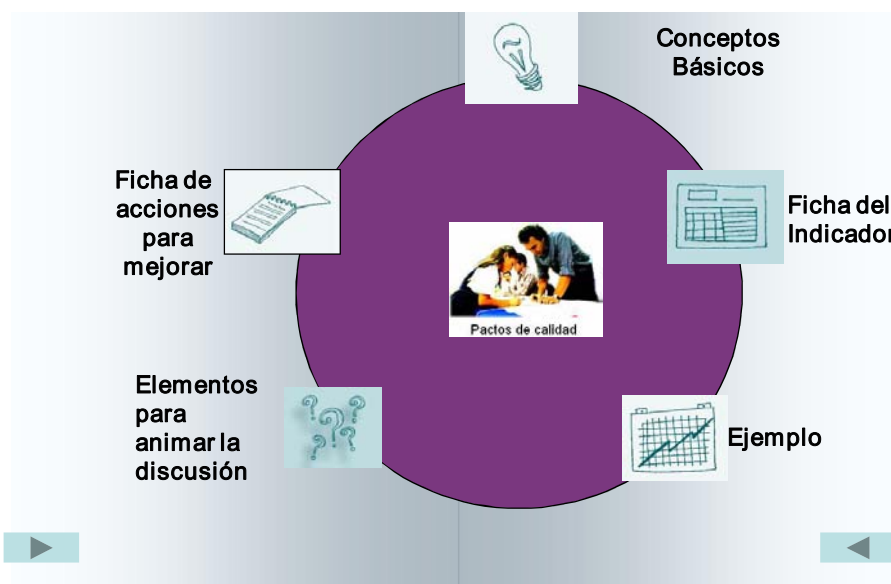 Conceptos
Básicos
Ficha de
acciones
para
mejorar
Ficha del
Indicador
Pactos de calidad
Elementos
para
animar la
discusión
Ejemplo